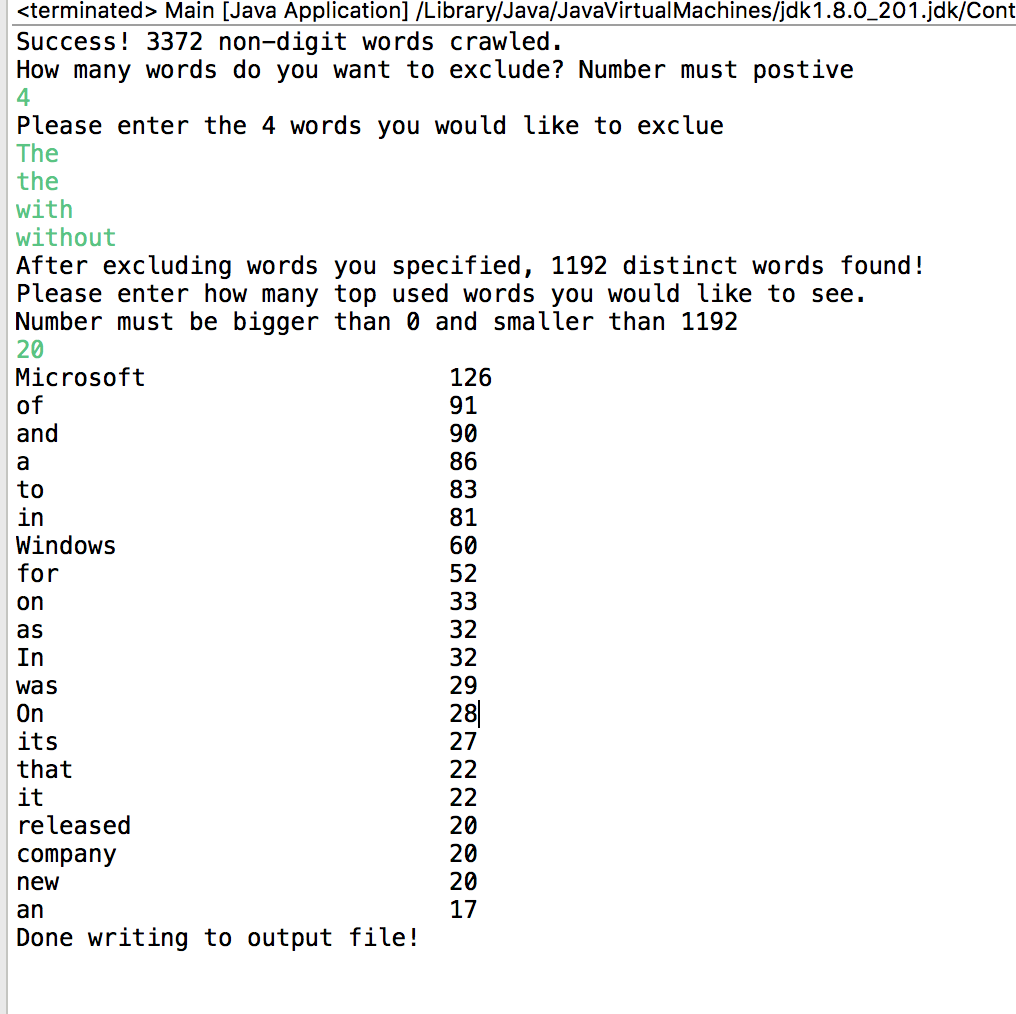 <terminated> Main [Java Application] /Library/Java/JavaVirtualMachines/jdk1.8.0_201.jdk/Cont
Success! 3372 non-digit words crawled.
How many words do you want to exclude? Number must postive
4
Please enter the 4 words you would like to exclue
The
the
with
without
After excluding words you specified, 1192 distinct words found!
Please enter how many top used words you would like to see.
Number must be bigger than 0 and smaller than 1192
20
Microsoft 126
of 91
and 90
a 86
to 83
in 81
Windows 60
for 52
on 33
as 32
In 32
was 29
On 28
its 27
that 22
it 22
released 20
company 20
new 20
an 17
Done writing to output file!